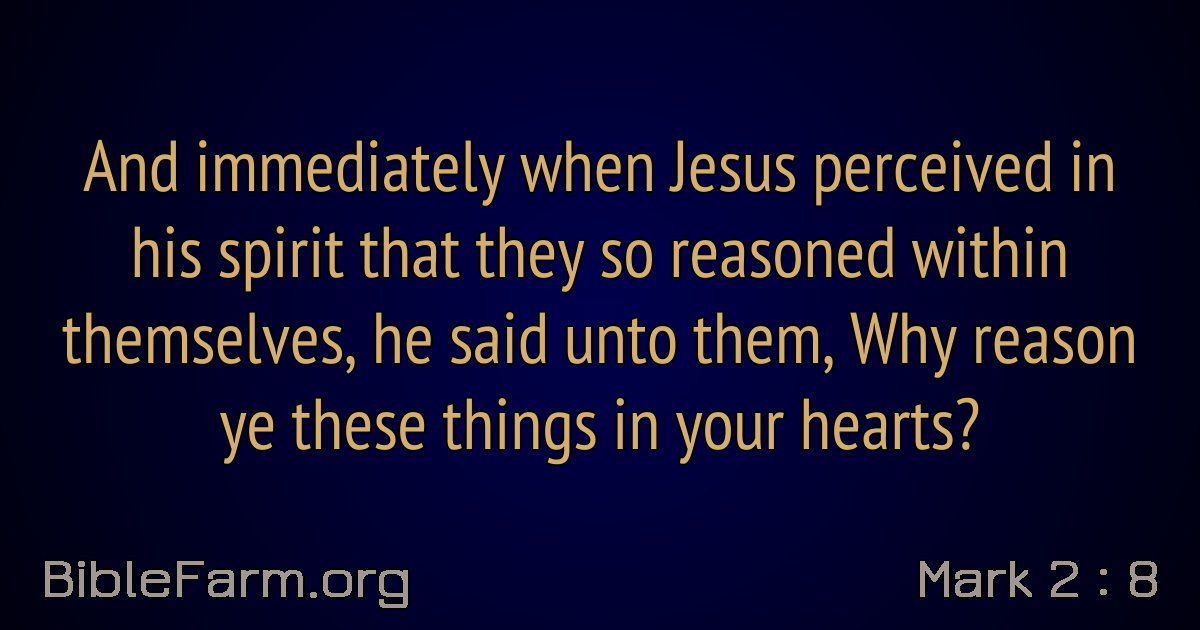 And immediately when Jesus perceived in
his spirit that they so reasoned within
themselves, he said unto them, Why reason
ye these things in your hearts?
BibleFarm.org
Mark 2 : 8